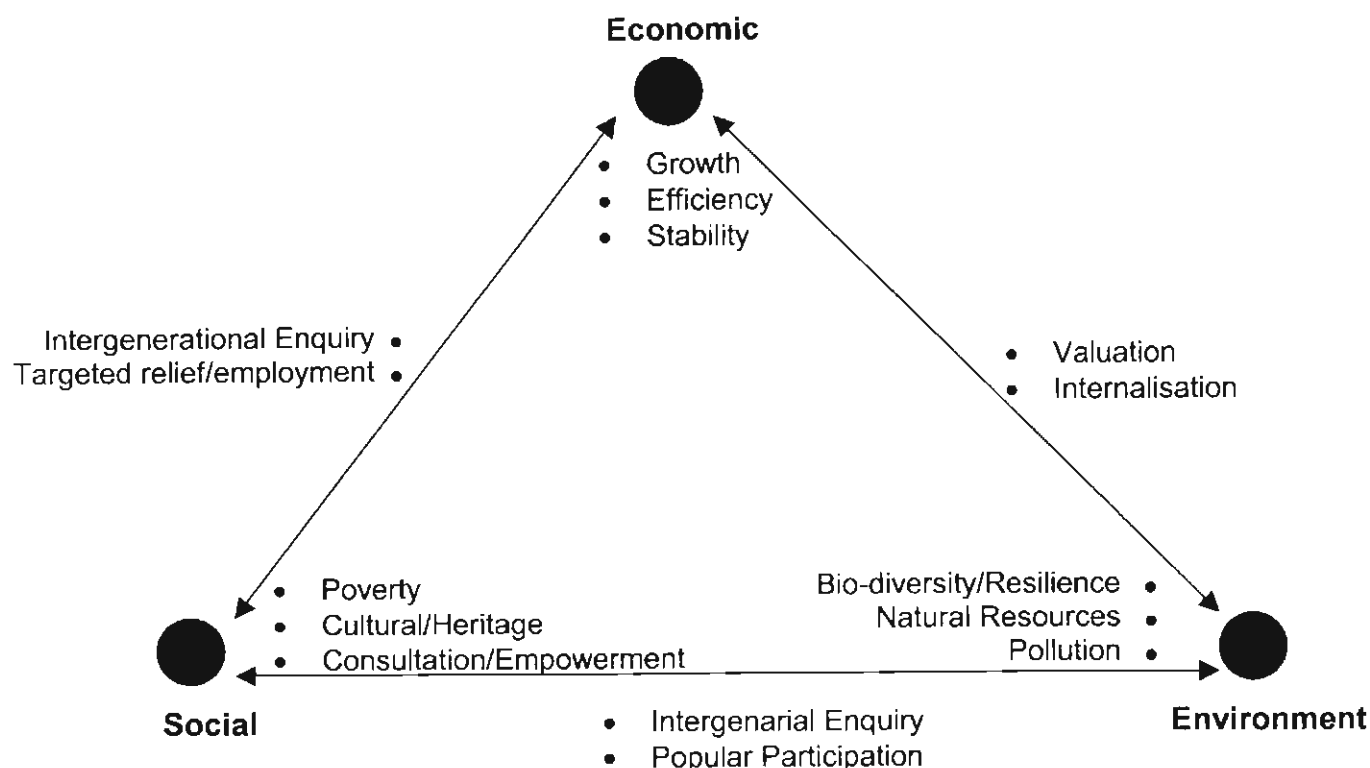 Economic
• Growth
• Efficiency
• Stability
Intergenerational Enquiry •
Targeted relief/employment •
• Valuation
• Internalisation
• Poverty
• Cultural/Heritage
• Consultation/Empowerment
Bio-diversity/Resilience •
Natural Resources •
Pollution •
Social
Environment
• Intergenarial Enquiry
• Popular Participation